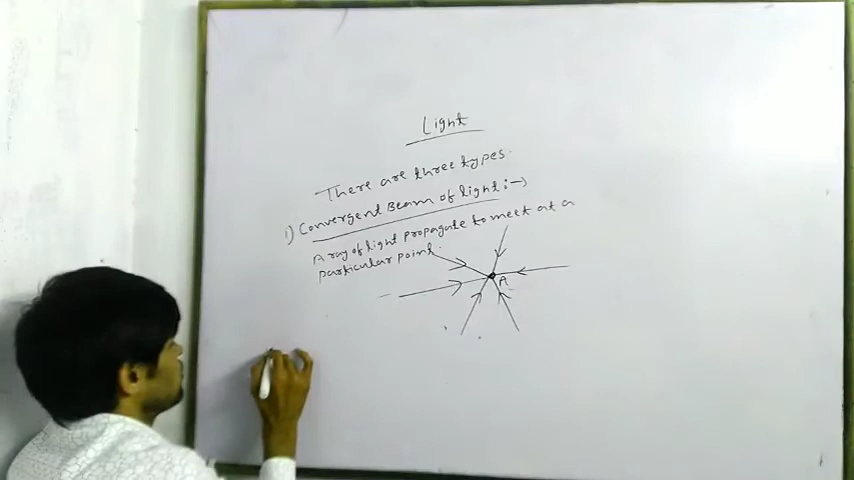 Light
There are three types.
1) Convergent Beam of light :→
A ray of light propagate to meet at a
particular point.
A